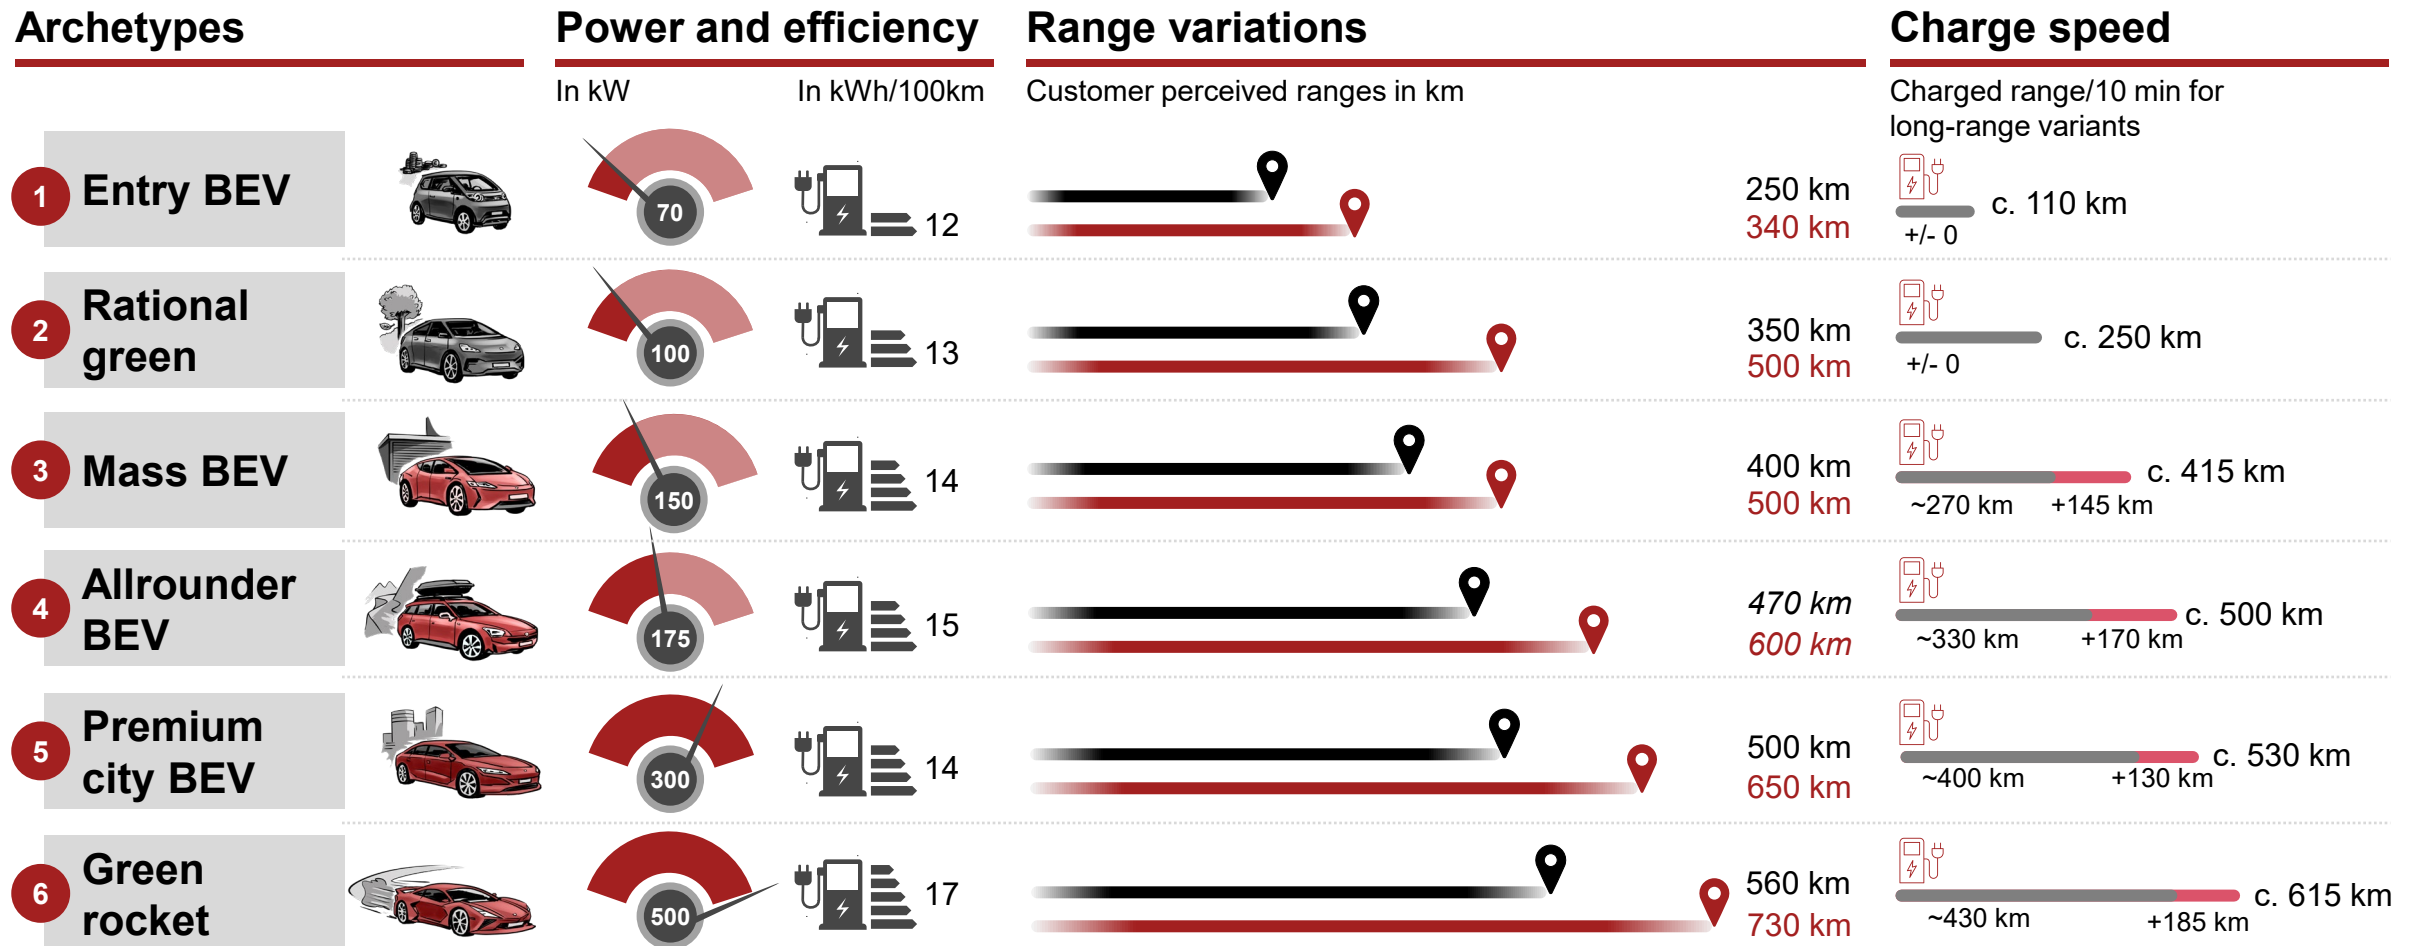 Archetypes
Power and efficiency
Range variations
Charge speed
In kW
In kWh/100km
Customer perceived ranges in km
Charged range/10 min for
long-range variants
1
Entry BEV
70
12
250 km
340 km
c. 110 km
+/- 0
2
Rational
green
100
13
350 km
500 km
c. 250 km
+/- 0
3
Mass BEV
150
14
400 km
500 km
c. 415 km
~270 km
+145 km
4
Allrounder
BEV
175
15
470 km
600 km
c. 500 km
~330 km
+170 km
5
Premium
city BEV
300
14
500 km
650 km
c. 530 km
~400 km
+130 km
6
Green
rocket
500
17
560 km
730 km
c. 615 km
~430 km
+185 km